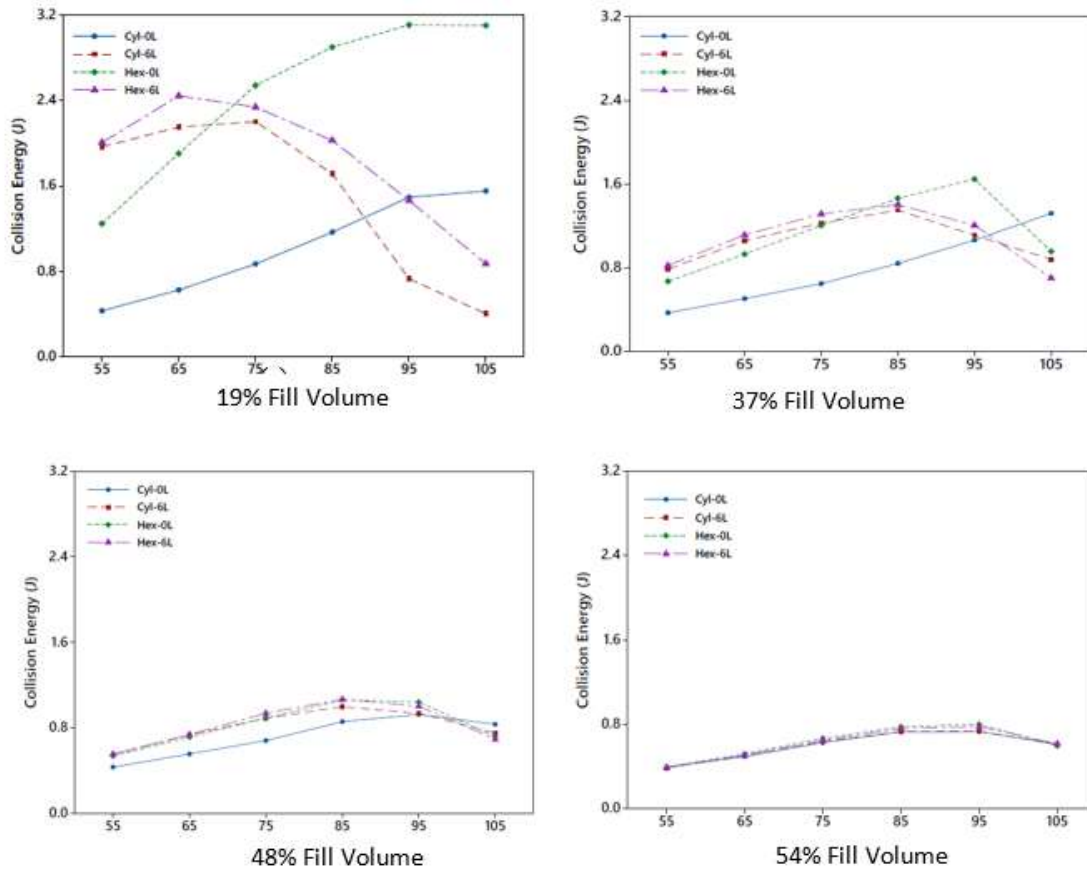 3.2
2.4
1.6
0.8
0.0
Collision Energy (J)
Cyl-0L
Cyl-6L
Hex-0L
Hex-6L
55 65 75 85 95 105
19% Fill Volume
3.2
2.4
1.6
0.8
0.0
Collision Energy (J)
Cyl-0L
Cyl-6L
Hex-0L
Hex-6L
55 65 75 85 95 105
37% Fill Volume
3.2
2.4
1.6
0.8
0.0
Collision Energy (J)
Cyl-0L
Cyl-6L
Hex-0L
Hex-6L
55 65 75 85 95 105
48% Fill Volume
3.2
2.4
1.6
0.8
0.0
Collision Energy (J)
Cyl-0L
Cyl-6L
Hex-0L
Hex-6L
55 65 75 85 95 105
54% Fill Volume